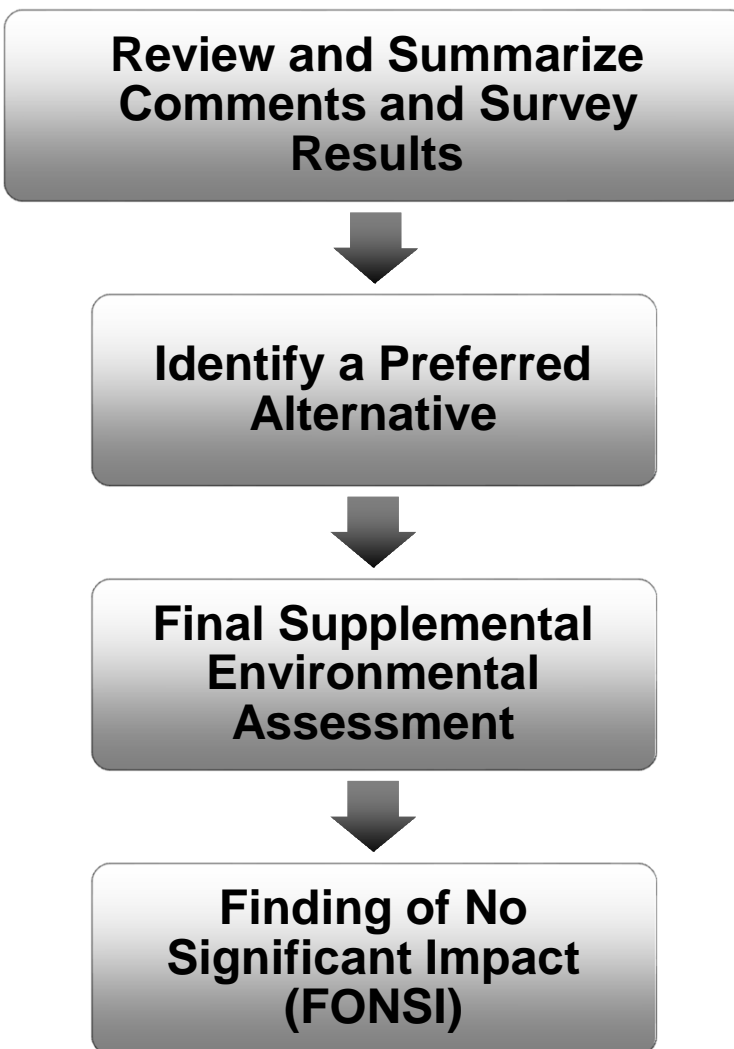 Review and Summarize
Comments and Survey
Results
Identify a Preferred
Alternative
Final Supplemental
Environmental
Assessment
Finding of No
Significant Impact
(FONSI)